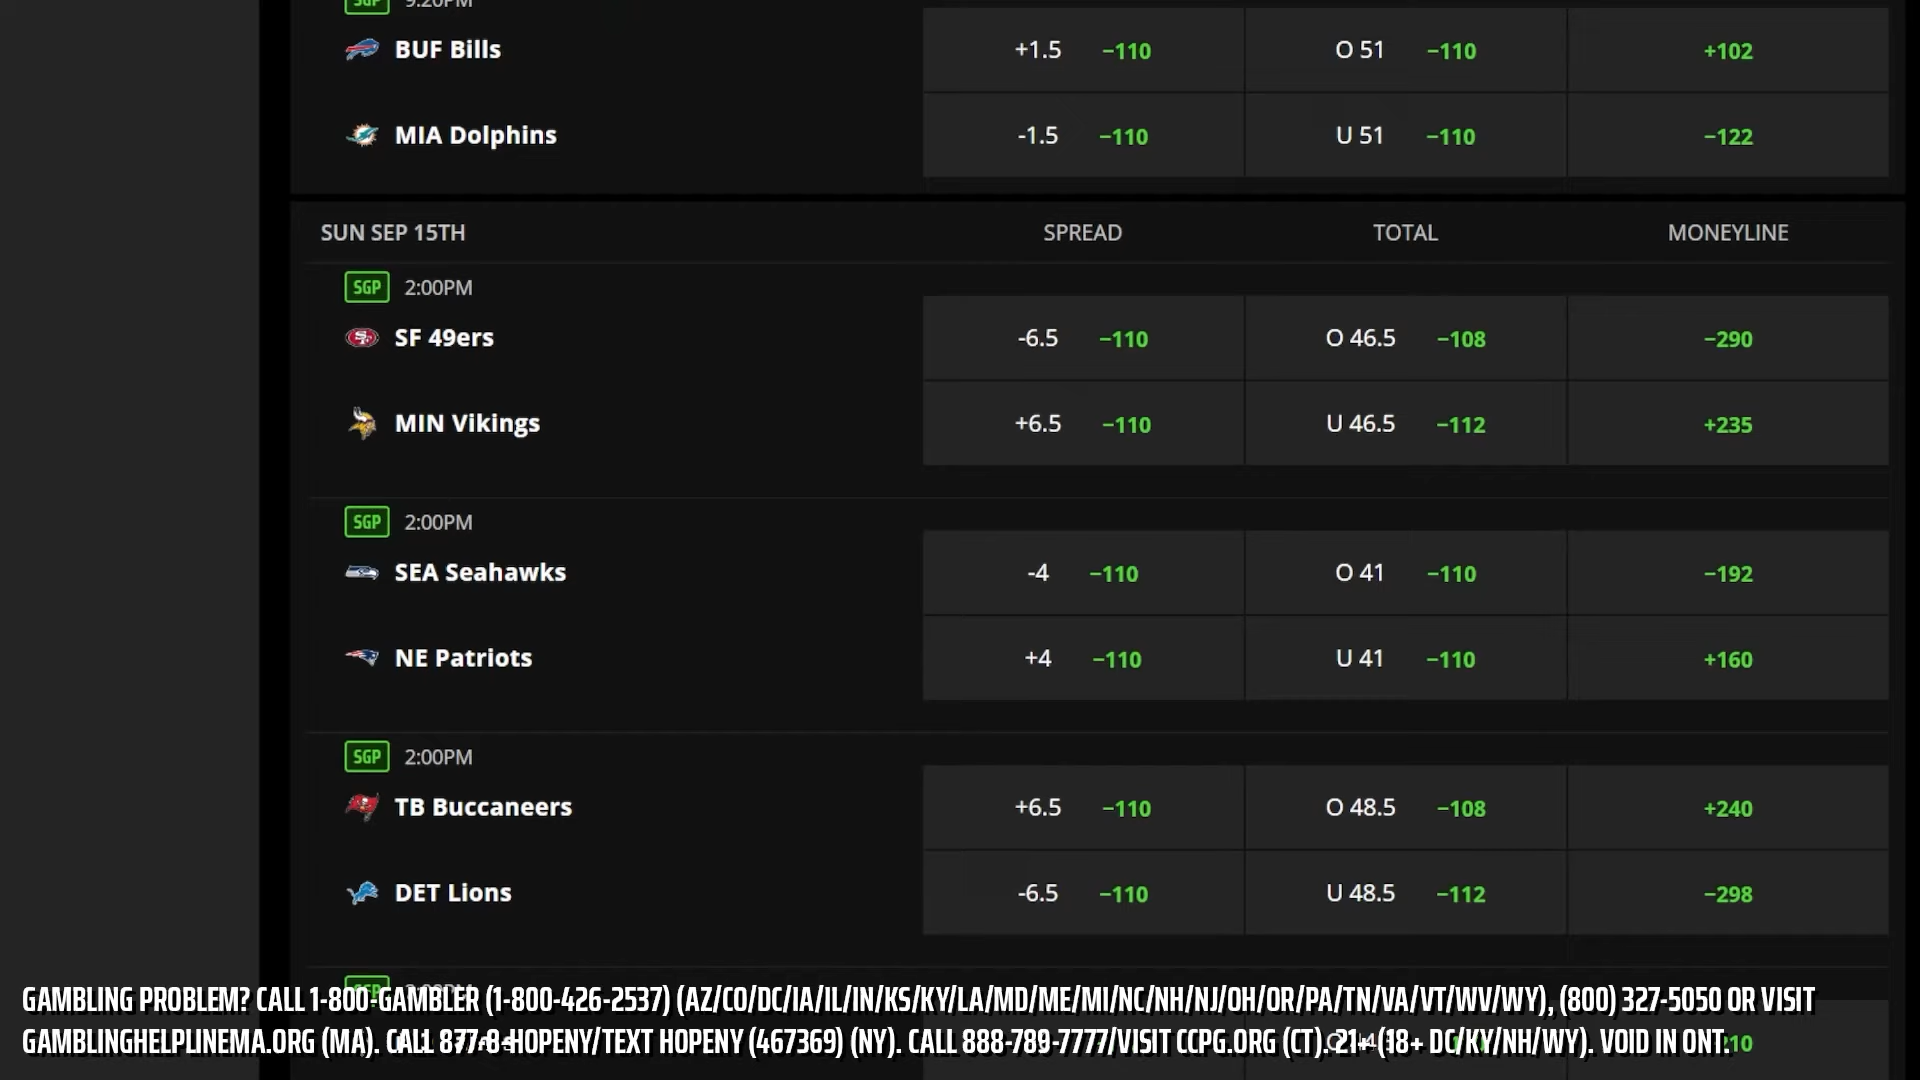 SGP 9:20PM
BUF Bills +1.5 −110 O 51 −110 +102
MIA Dolphins -1.5 −110 U 51 −110 −122
SUN SEP 15TH SPREAD TOTAL MONEYLINE
SGP 2:00PM
SF 49ers -6.5 −110 O 46.5 −108 −290
MIN Vikings +6.5 −110 U 46.5 −112 +235
SGP 2:00PM
SEA Seahawks -4 −110 O 41 −110 −192
NE Patriots +4 −110 U 41 −110 +160
SGP 2:00PM
TB Buccaneers +6.5 −110 O 48.5 −108 +240
DET Lions -6.5 −110 U 48.5 −112 −298
GAMBLING PROBLEM? CALL 1-800-GAMBLER (1-800-426-2537) (AZ/CO/DC/IA/IL/IN/KS/KY/LA/MD/ME/MI/NC/NH/NJ/OH/OR/PA/TN/VA/VT/WV/WY), (800) 327-5050 OR VISIT
GAMBLINGHELPLINEMA.ORG (MA). CALL 877-8-HOPENY/TEXT HOPENY (467369) (NY). CALL 888-789-7777/VISIT CCPG.ORG (CT). 21+ (18+ DC/KY/NH/WY). VOID IN ONT.